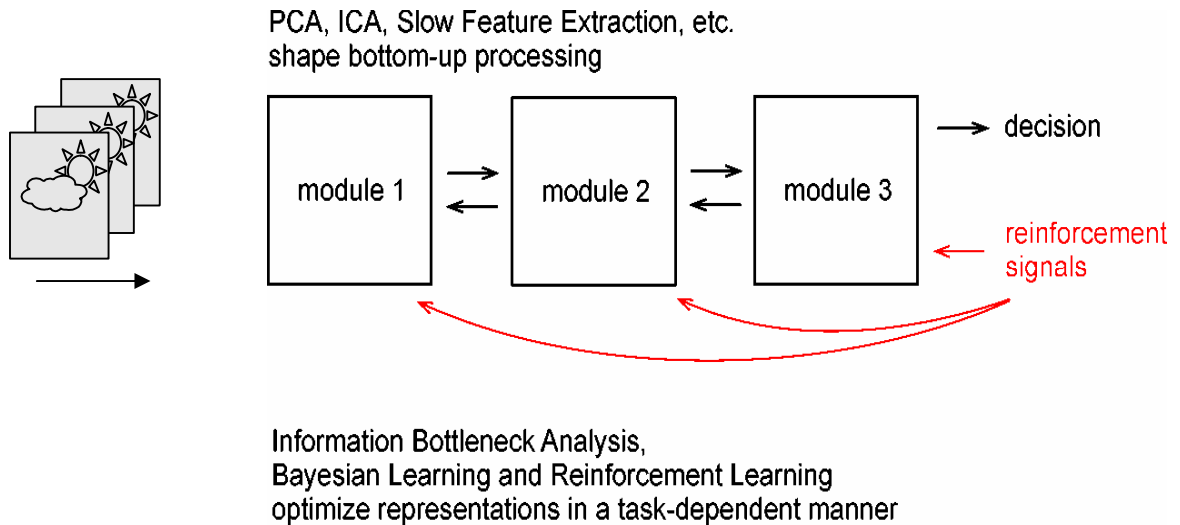 PCA, ICA, Slow Feature Extraction, etc.
shape bottom-up processing
module 1
module 2
module 3
decision
reinforcement
signals
Information Bottleneck Analysis,
Bayesian Learning and Reinforcement Learning
optimize representations in a task-dependent manner